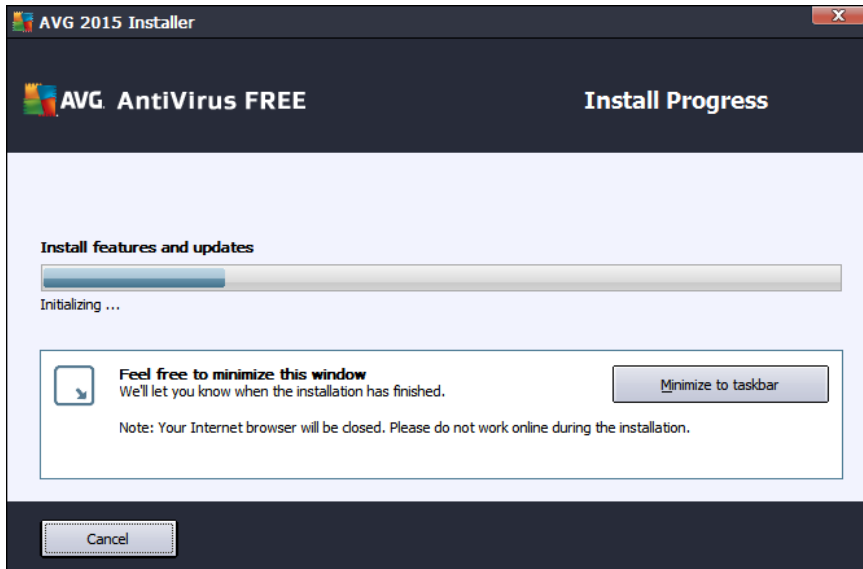 AVG 2015 Installer
AVG. AntiVirus FREE
Install Progress
Install features and updates
Initializing ...
Feel free to minimize this window
We'll let you know when the installation has finished.
Minimize to taskbar
Note: Your Internet browser will be closed. Please do not work online during the installation.
Cancel